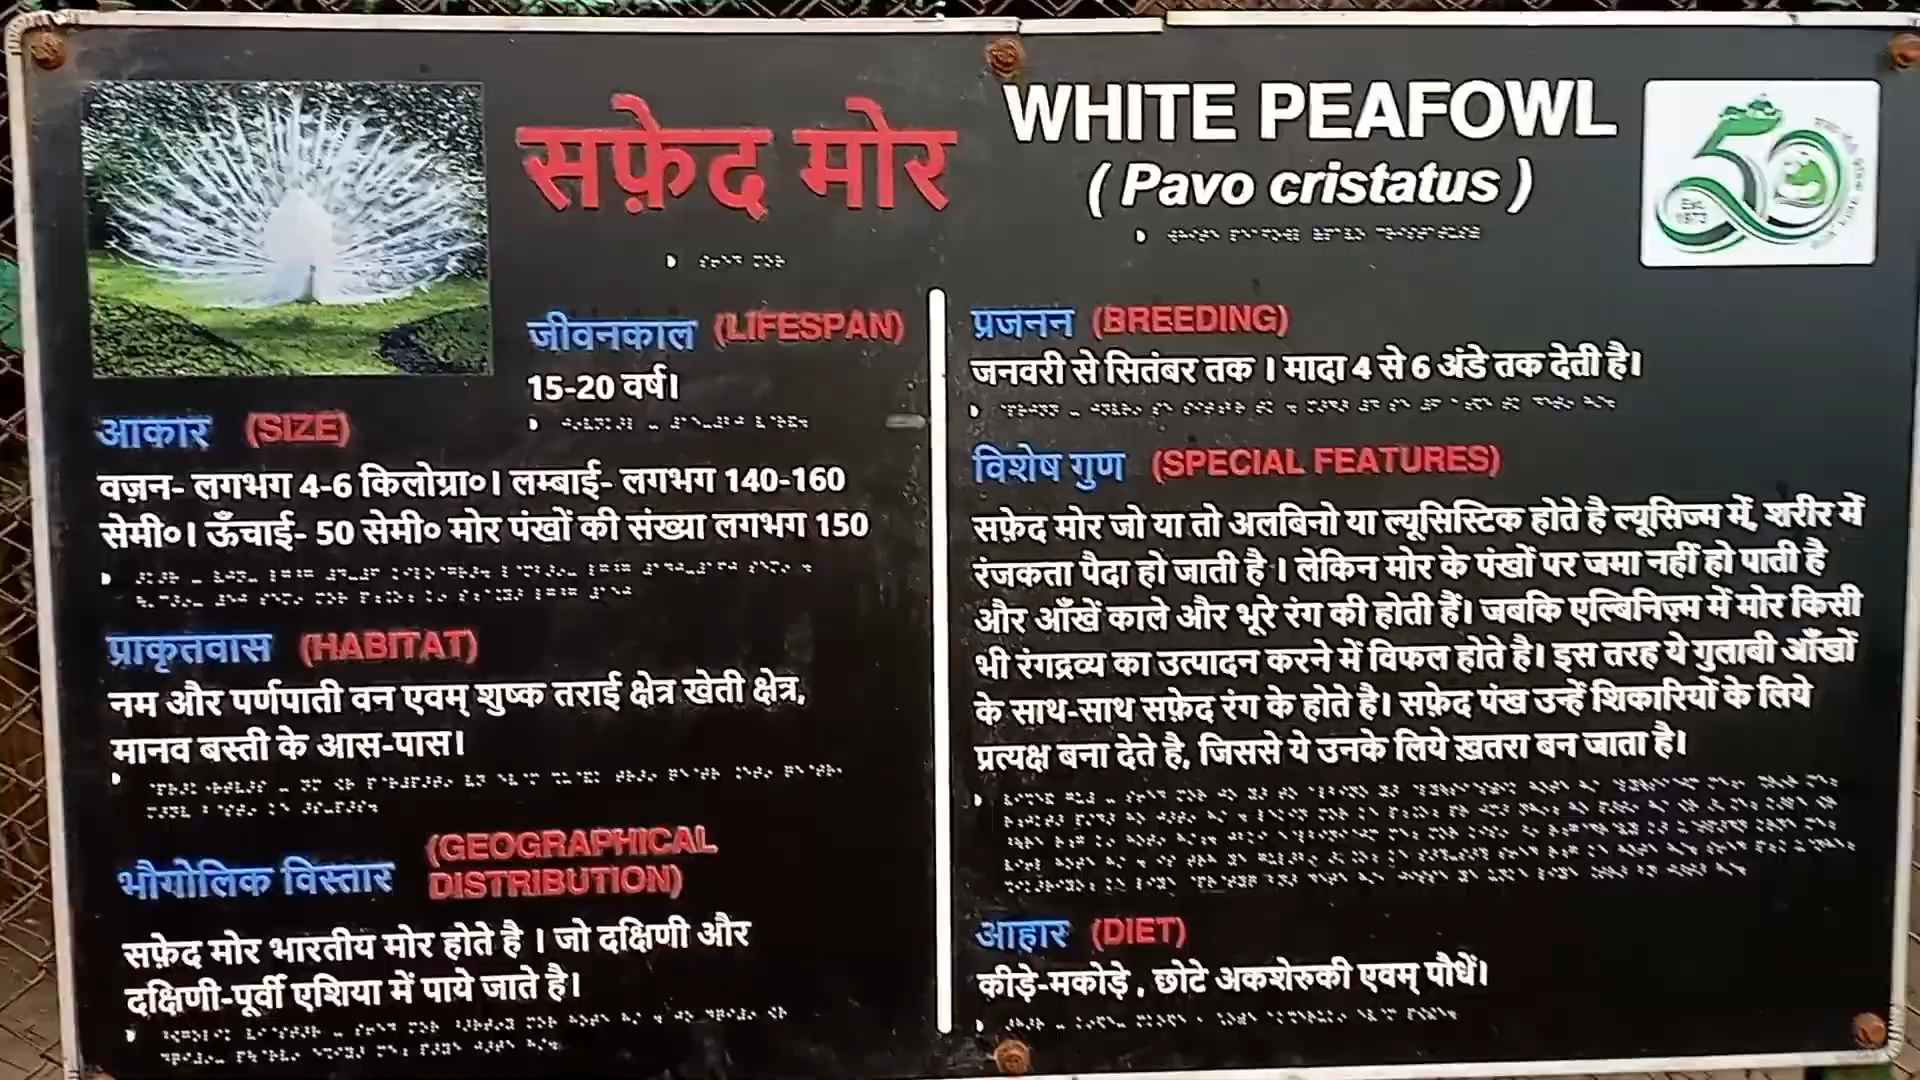 सफ़ेद मोर
WHITE PEAFOWL
( Pavo cristatus )
50
Est.
1973
जीवनकाल (LIFESPAN)
15-20 वर्ष।
आकार (SIZE)
वज़न- लगभग 4-6 किलोग्रा०। लम्बाई- लगभग 140-160
सेमी०। ऊँचाई- 50 सेमी० मोर पंखों की संख्या लगभग 150
प्राकृतवास (HABITAT)
नम और पर्णपाती वन एवम् शुष्क तराई क्षेत्र खेती क्षेत्र,
मानव बस्ती के आस-पास।
भौगोलिक विस्तार (GEOGRAPHICAL
DISTRIBUTION)
सफ़ेद मोर भारतीय मोर होते है । जो दक्षिणी और
दक्षिणी-पूर्वी एशिया में पाये जाते है।
प्रजनन (BREEDING)
जनवरी से सितंबर तक । मादा 4 से 6 अंडे तक देती है।
विशेष गुण (SPECIAL FEATURES)
सफ़ेद मोर जो या तो अलबिनो या ल्यूसिस्टिक होते है ल्यूसिज्म में, शरीर में
रंजकता पैदा हो जाती है । लेकिन मोर के पंखों पर जमा नहीं हो पाती है
और आँखें काले और भूरे रंग की होती हैं। जबकि एल्बिनिज़्म में मोर किसी
भी रंगद्रव्य का उत्पादन करने में विफल होते है। इस तरह ये गुलाबी आँखों
के साथ-साथ सफ़ेद रंग के होते है। सफ़ेद पंख उन्हें शिकारियों के लिये
प्रत्यक्ष बना देते है, जिससे ये उनके लिये ख़तरा बन जाता है।
आहार (DIET)
कीड़े-मकोड़े , छोटे अकशेरुकी एवम् पौधें।